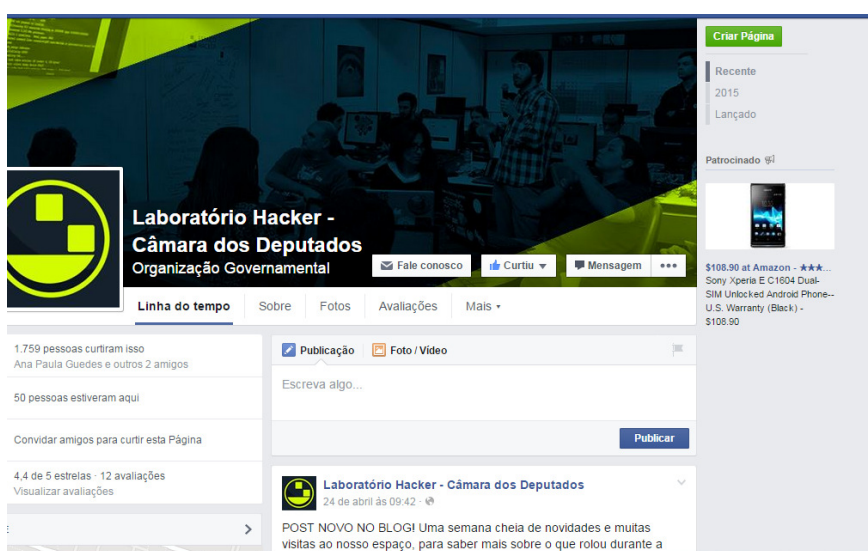 Criar Página
Recente
2015
Lançado
Patrocinado
Laboratório Hacker -
Câmara dos Deputados
Organização Governamental
Fale conosco
Curtiu
Mensagem
$108.90 at Amazon - ★★★...
Sony Xperia E C1604 Dual-
SIM Unlocked Android Phone--
U.S. Warranty (Black) -
$108.90
Linha do tempo Sobre Fotos Avaliações Mais
1.759 pessoas curtiram isso
Ana Paula Guedes e outros 2 amigos
50 pessoas estiveram aqui
Convidar amigos para curtir esta Página
4,4 de 5 estrelas · 12 avaliações
Visualizar avaliações
Publicação Foto / Vídeo
Escreva algo...
Publicar
Laboratório Hacker - Câmara dos Deputados
24 de abril às 09:42 ·
POST NOVO NO BLOG! Uma semana cheia de novidades e muitas
visitas ao nosso espaço, para saber mais sobre o que rolou durante a